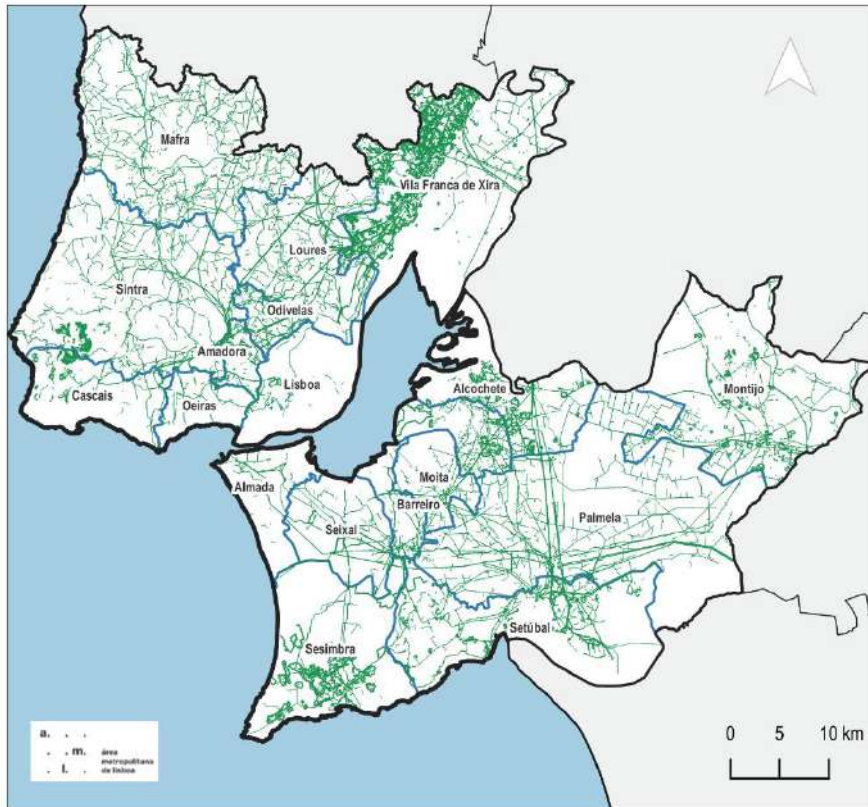 Mafra
Vila Franca de Xira
Loures
Sintra
Odivelas
Amadora
Lisboa
Cascais
Oeiras
Alcochete
Montijo
Almada
Moita
Barreiro
Seixal
Palmela
Setúbal
Sesimbra
a.
m. área
metropolitana
l. de lisboa
0 5 10 km